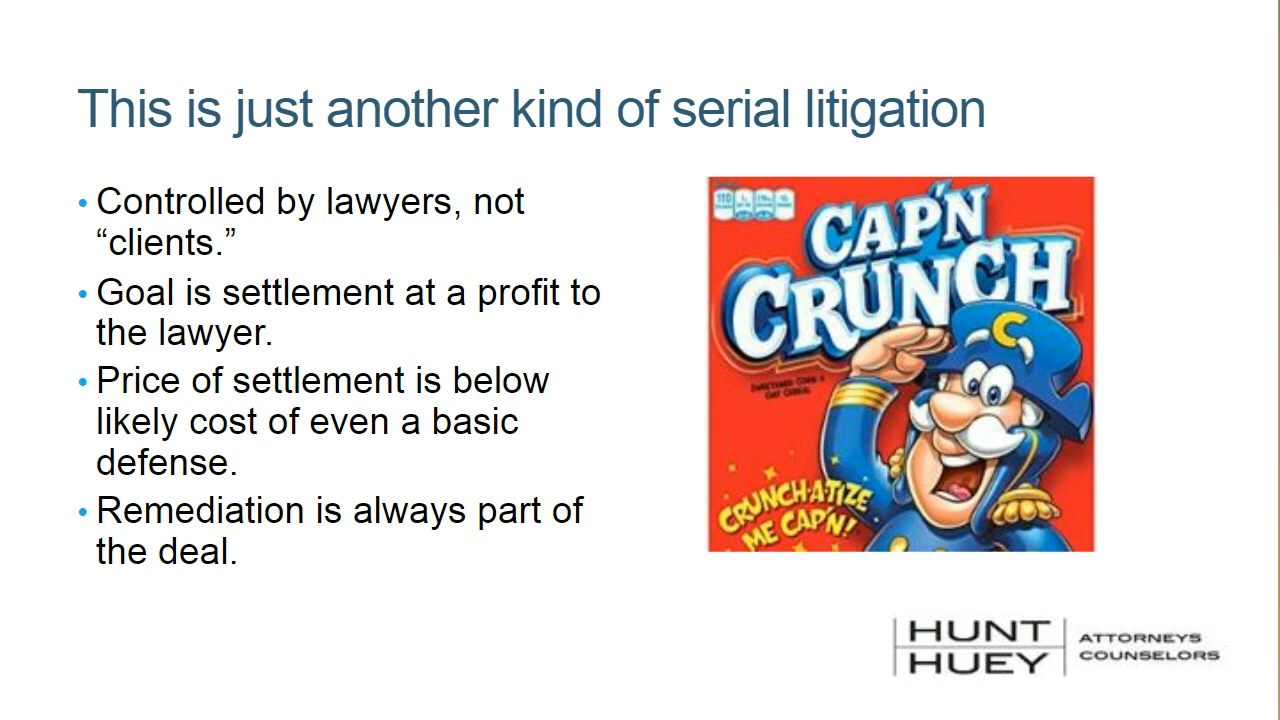 This is just another kind of serial litigation
• Controlled by lawyers, not
“clients.”
• Goal is settlement at a profit to
the lawyer.
• Price of settlement is below
likely cost of even a basic
defense.
• Remediation is always part of
the deal.
110
CAP'N
CRUNCH
C
SWEETENED CORN &
OAT CEREAL
CRUNCH-A-TIZE
ME CAP'N!
HUNT
HUEY
ATTORNEYS
COUNSELORS